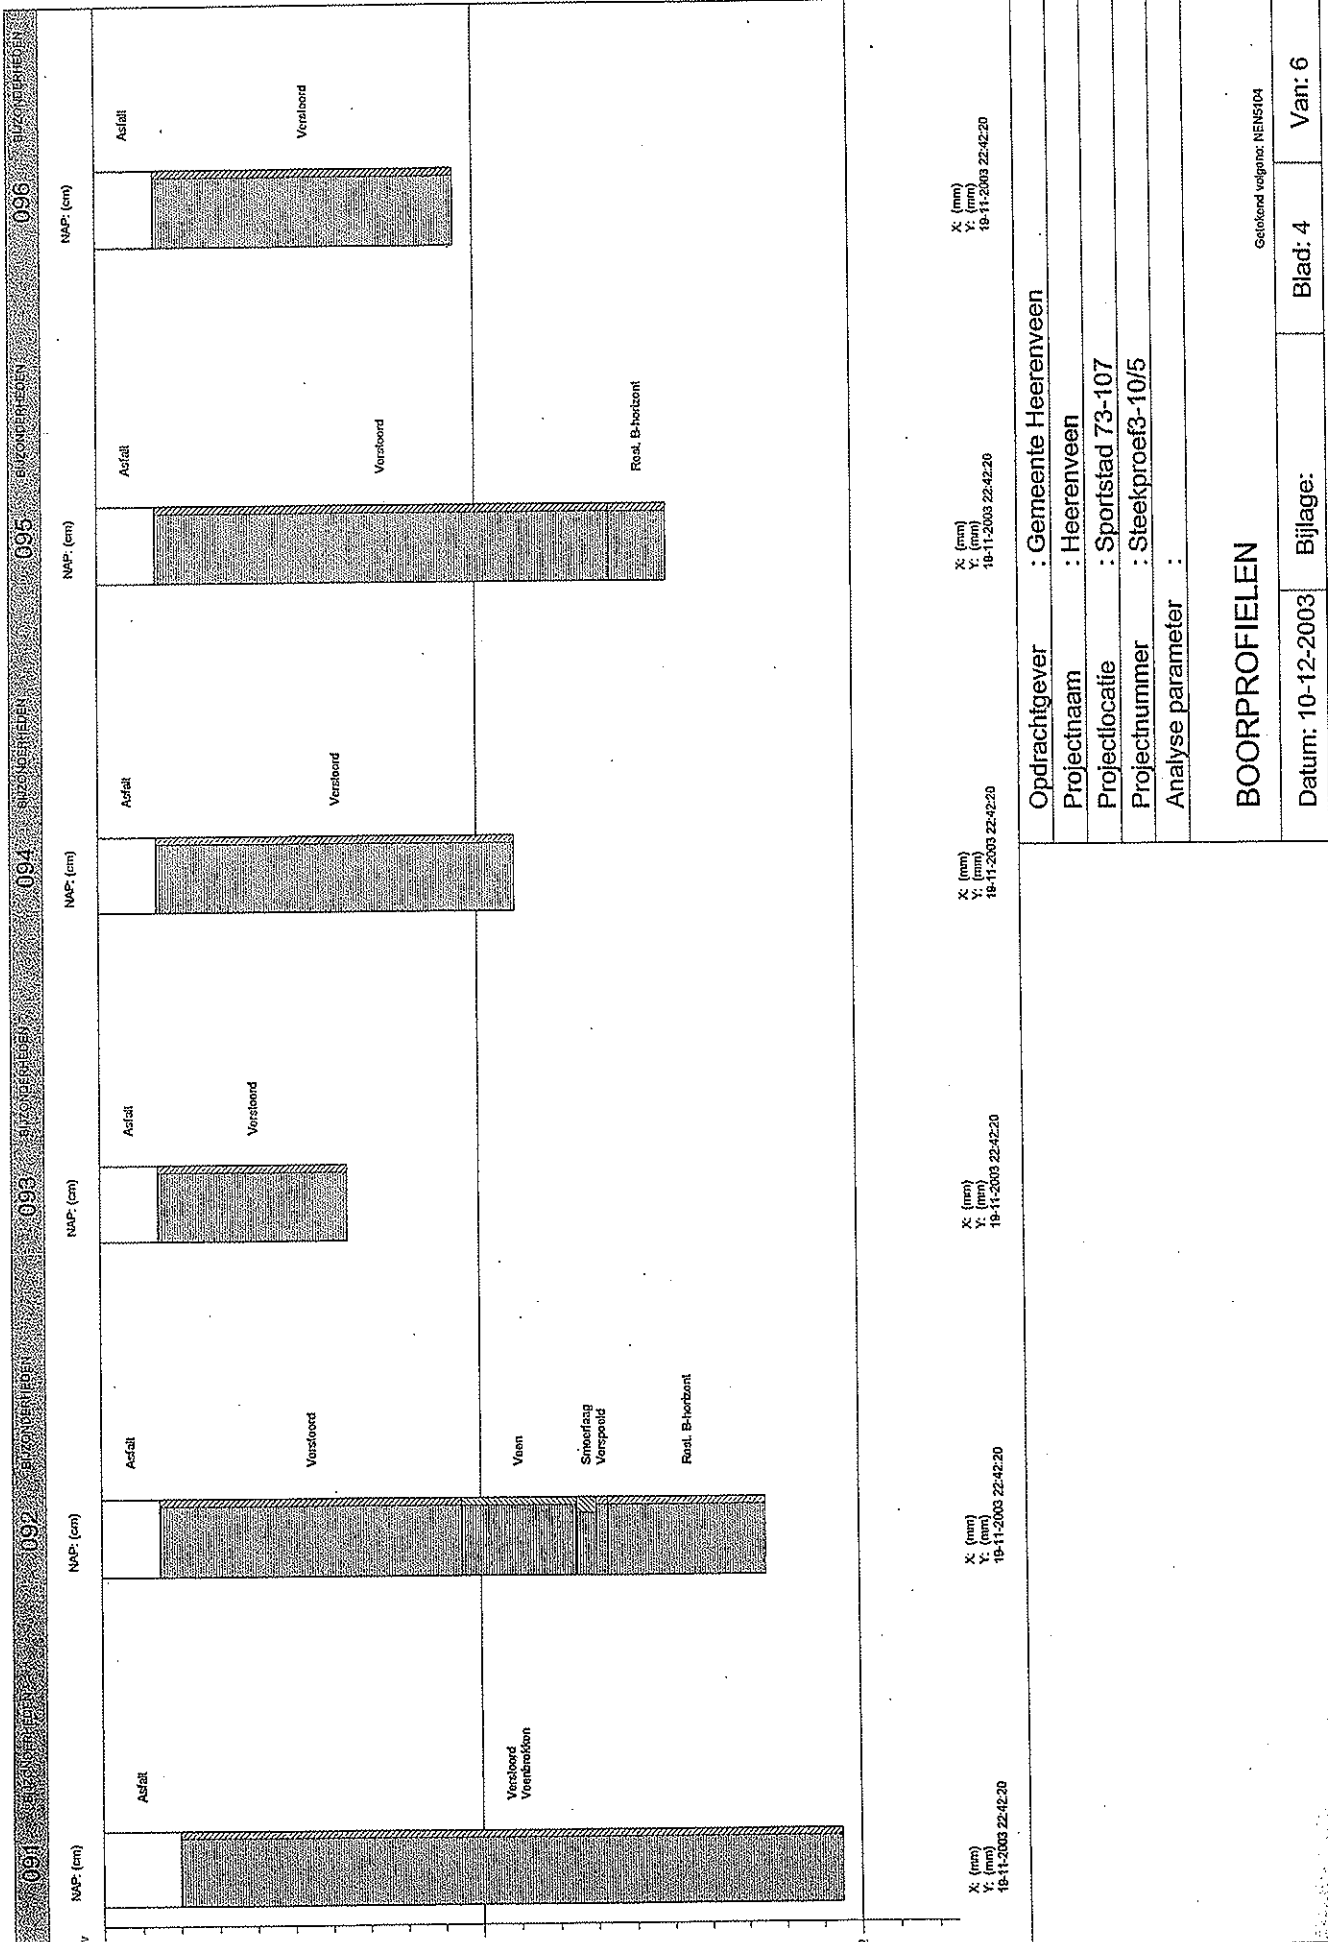 091 BIJZONDERHEDEN 092 BIJZONDERHEDEN 093 BIJZONDERHEDEN 094 BIJZONDERHEDEN 095 BIJZONDERHEDEN 096 BIJZONDERHEDEN
NAP: (cm) NAP: (cm) NAP: (cm) NAP: (cm) NAP: (cm) NAP: (cm)
Asfalt
Verstoord
Veenbrokken
Asfalt
Verstoord
Veen
Smeerlaag
Verspoeld
Rest. B-horizont
Asfalt
Verstoord
Asfalt
Verstoord
Asfalt
Verstoord
Rest. B-horizont
Asfalt
Verstoord
X: (mm)
Y: (mm)
19-11-2003 22:42:20
X: (mm)
Y: (mm)
19-11-2003 22:42:20
X: (mm)
Y: (mm)
19-11-2003 22:42:20
X: (mm)
Y: (mm)
19-11-2003 22:42:20
X: (mm)
Y: (mm)
19-11-2003 22:42:20
X: (mm)
Y: (mm)
19-11-2003 22:42:20
Opdrachtgever : Gemeente Heerenveen
Projectnaam : Heerenveen
Projectlocatie : Sportstad 73-107
Projectnummer : Steekproef3-10/5
Analyse parameter :
BOORPROFIELEN
Getekend volgens: NEN5104
Datum: 10-12-2003 Bijlage: Blad: 4 Van: 6